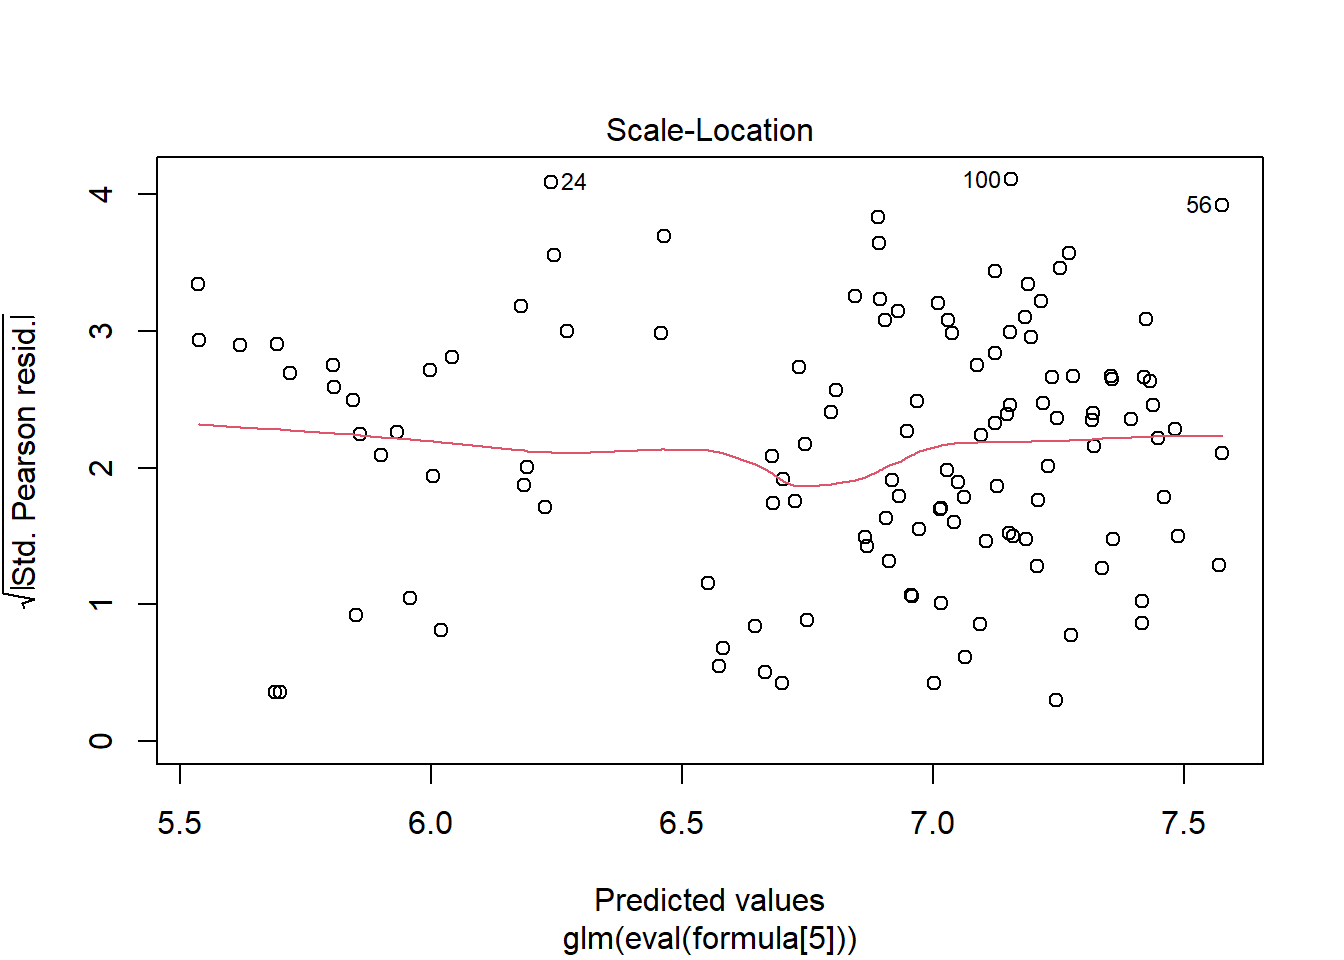 Scale-Location
√|Std. Pearson resid.|
4
3
2
1
0
24
100
56
5.5 6.0 6.5 7.0 7.5
Predicted values
glm(eval(formula[5]))